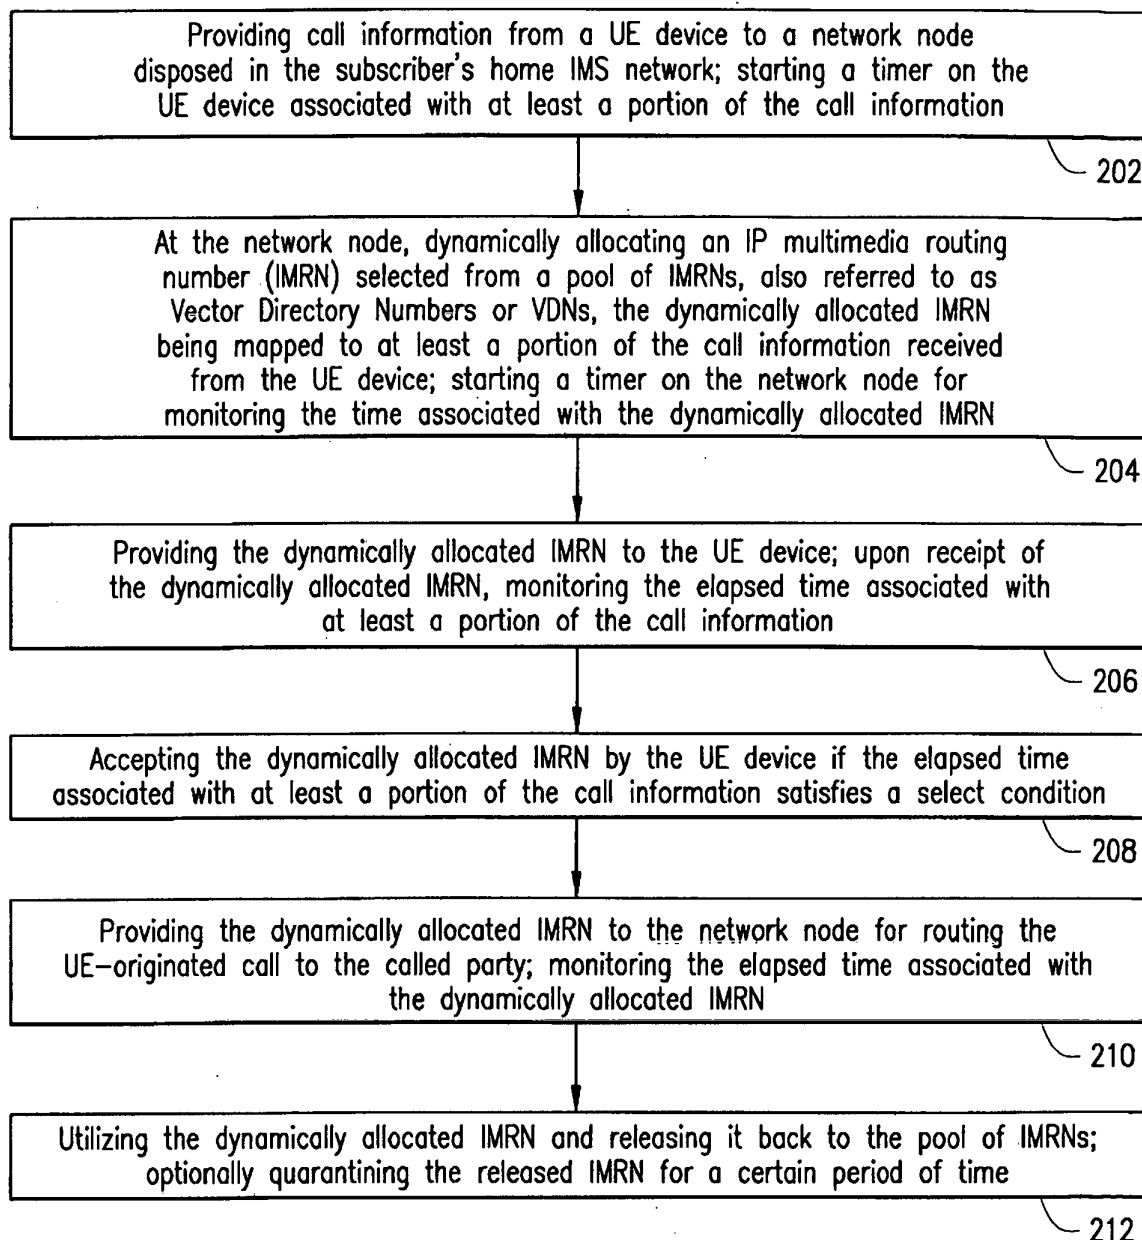 Providing call information from a UE device to a network node
disposed in the subscriber's home IMS network; starting a timer on the
UE device associated with at least a portion of the call information
202
At the network node, dynamically allocating an IP multimedia routing
number (IMRN) selected from a pool of IMRNs, also referred to as
Vector Directory Numbers or VDNs, the dynamically allocated IMRN
being mapped to at least a portion of the call information received
from the UE device; starting a timer on the network node for
monitoring the time associated with the dynamically allocated IMRN
204
Providing the dynamically allocated IMRN to the UE device; upon receipt of
the dynamically allocated IMRN, monitoring the elapsed time associated with
at least a portion of the call information
206
Accepting the dynamically allocated IMRN by the UE device if the elapsed time
associated with at least a portion of the call information satisfies a select condition
208
Providing the dynamically allocated IMRN to the network node for routing the
UE-originated call to the called party; monitoring the elapsed time associated with
the dynamically allocated IMRN
210
Utilizing the dynamically allocated IMRN and releasing it back to the pool of IMRNs;
optionally quarantining the released IMRN for a certain period of time
212